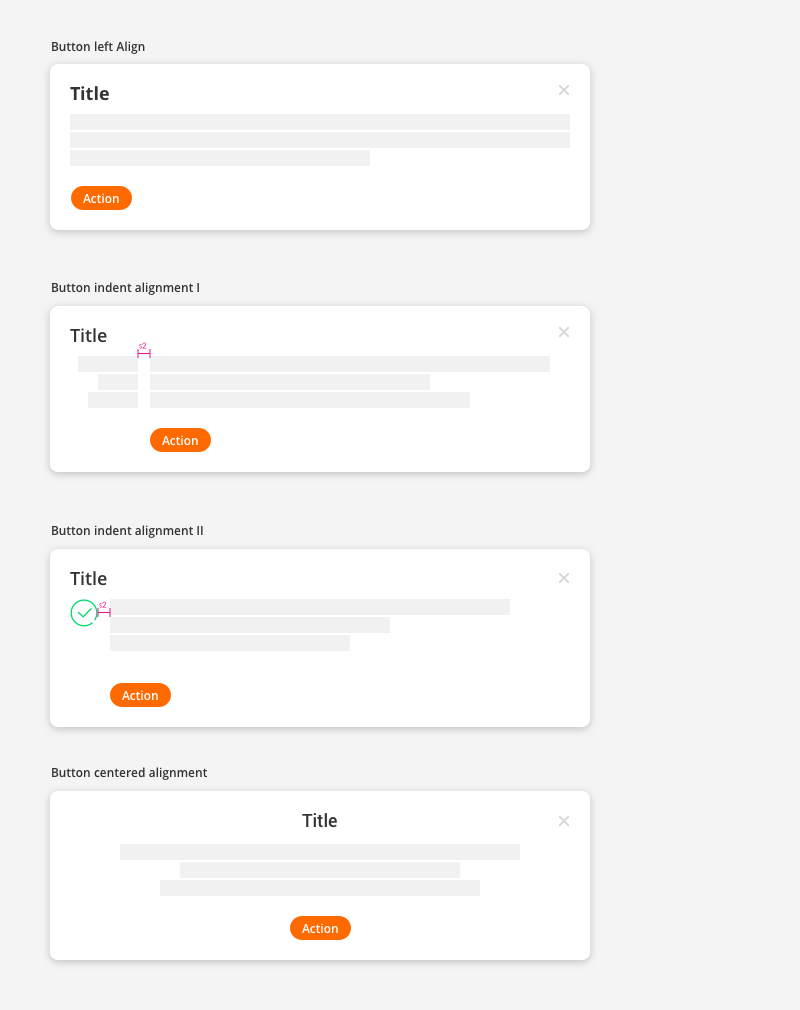 Button left Align
Title
Action
Button indent alignment I
Title
s2
Action
Button indent alignment II
Title
s2
Action
Button centered alignment
Title
Action